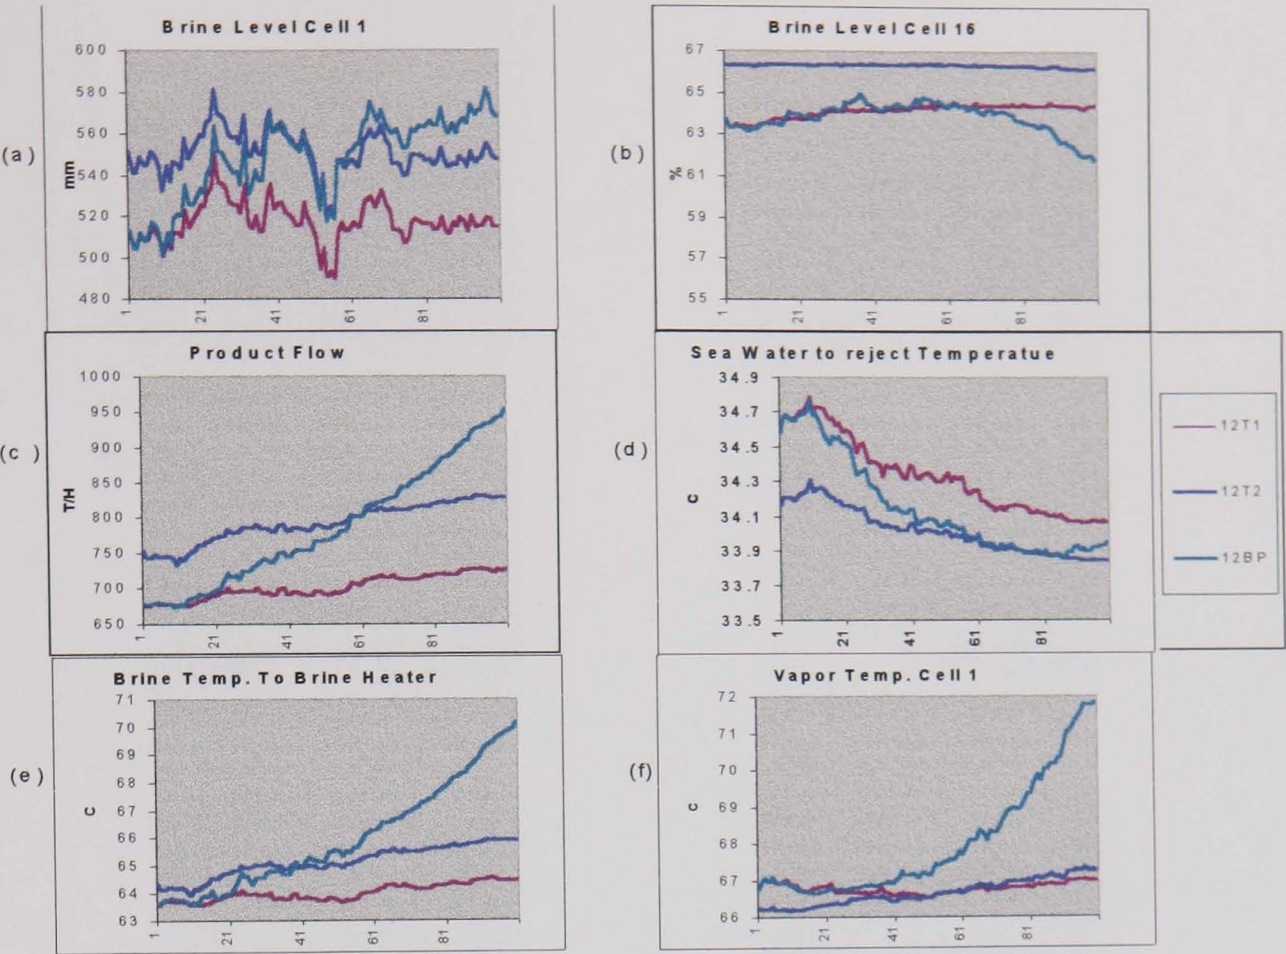 Brine Level Cell 1
600
580
560
540
520
500
480
mm
1 21 41 61 81
(a)
Brine Level Cell 16
67
65
63
61
59
57
55
%
1 21 41 61 81
(b)
Product Flow
1000
950
900
850
800
750
700
650
T/H
1 21 41 61 81
(c )
Sea Water to reject Temperatue
34.9
34.7
34.5
34.3
34.1
33.9
33.7
33.5
C
1 21 41 61 81
(d)
12T1
12T2
12BP
Brine Temp. To Brine Heater
71
70
69
68
67
66
65
64
63
C
1 21 41 61 81
(e)
Vapor Temp. Cell 1
72
71
70
69
68
67
66
C
1 21 41 61 81
(f)